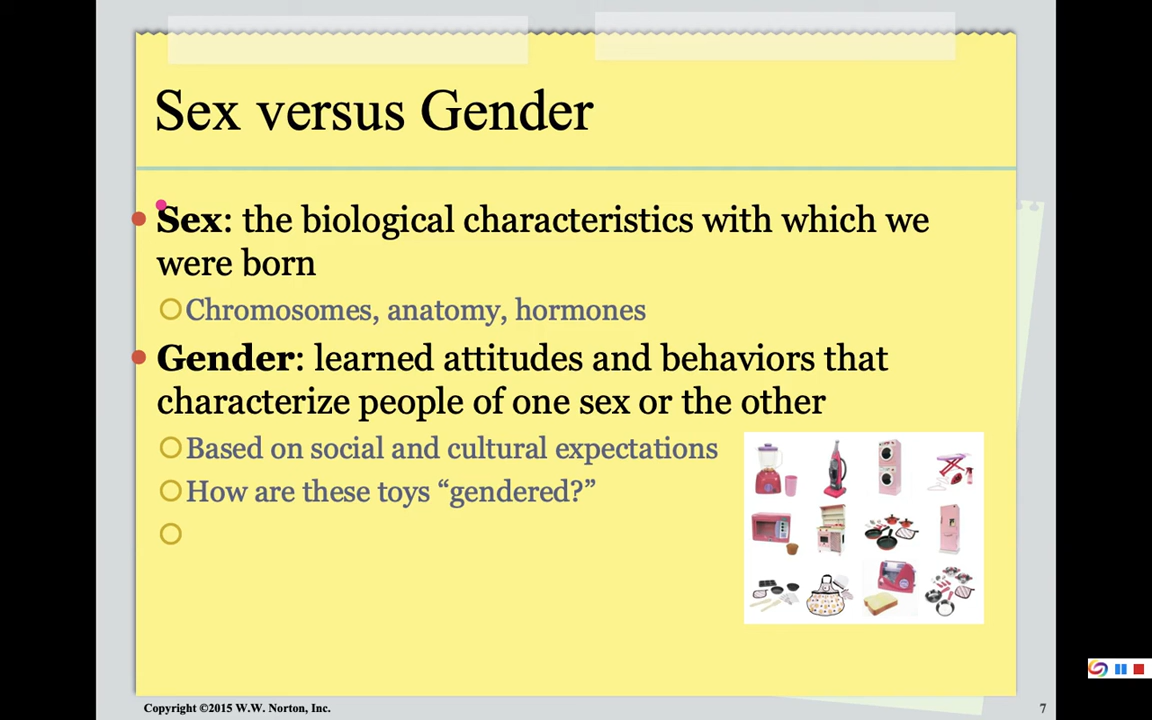 Sex versus Gender
Sex: the biological characteristics with which we
were born
Chromosomes, anatomy, hormones
Gender: learned attitudes and behaviors that
characterize people of one sex or the other
Based on social and cultural expectations
How are these toys “gendered?”
Copyright ©2015 W.W. Norton, Inc.
7